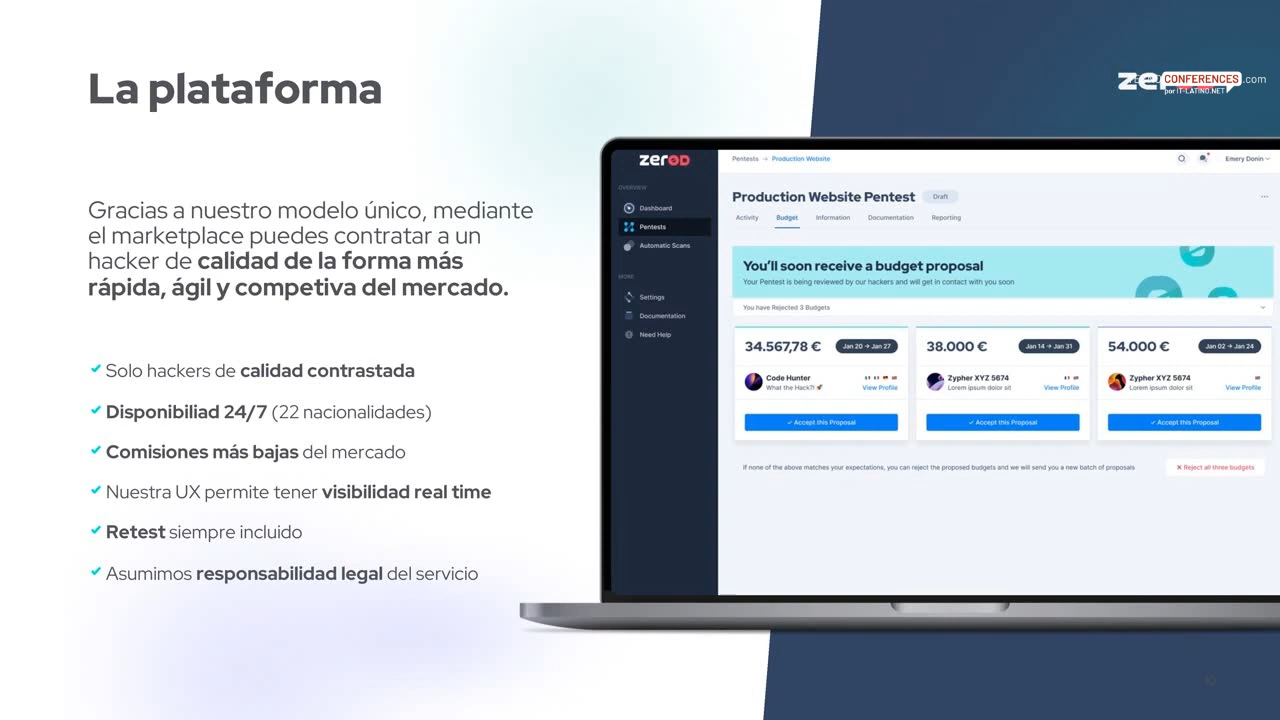 La plataforma
CONFERENCES.com
por IT-LATINO.NET
Gracias a nuestro modelo único, mediante
el marketplace puedes contratar a un
hacker de calidad de la forma más
rápida, ágil y competiva del mercado.
✓ Solo hackers de calidad contrastada
✓ Disponibiliad 24/7 (22 nacionalidades)
✓ Comisiones más bajas del mercado
✓ Nuestra UX permite tener visibilidad real time
✓ Retest siempre incluido
✓ Asumimos responsabilidad legal del servicio
zerOD
OVERVIEW
Dashboard
Pentests
Automatic Scans
MORE
Settings
Documentation
Need Help
Pentests → Production Website
Emery Donin
Production Website Pentest Draft
Activity Budget Information Documentation Reporting
You'll soon receive a budget proposal
Your Pentest is being reviewed by our hackers and will get in contact with you soon
You have Rejected 3 Budgets
34.567,78 € Jan 20 → Jan 27
Code Hunter
What the Hack?! 🚀 View Profile
✓ Accept this Proposal
38.000 € Jan 14 → Jan 31
Zypher XYZ 5674
Lorem ipsum dolor sit View Profile
✓ Accept this Proposal
54.000 € Jan 02 → Jan 24
Zypher XYZ 5674
Lorem ipsum dolor sit View Profile
✓ Accept this Proposal
If none of the above matches your expectations, you can reject the proposed budgets and we will send you a new batch of proposals
✕ Reject all three budgets